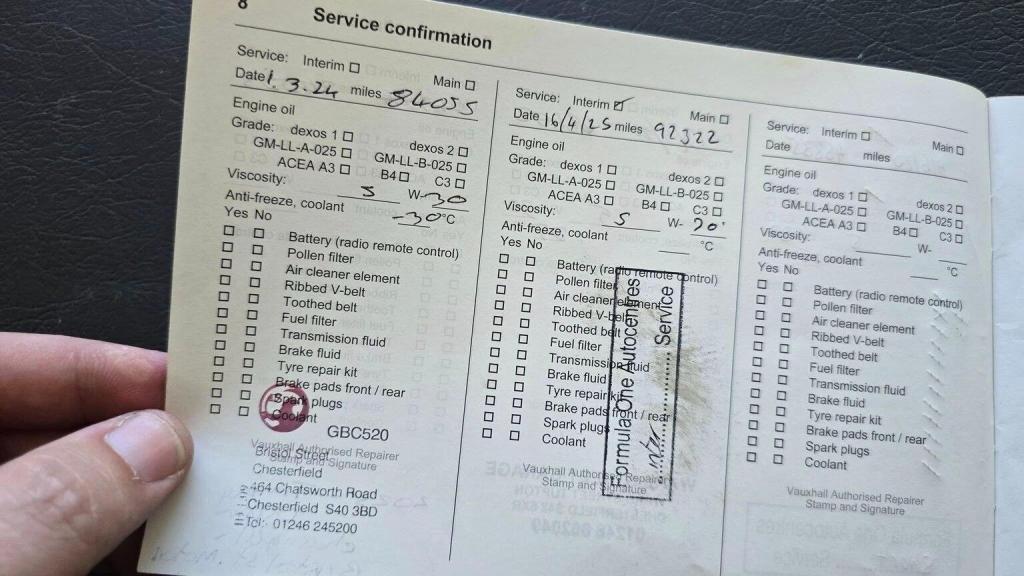 8
Service confirmation
Service: Interim ☐ Main ☐
Date 1.3.24 miles 84055
Engine oil
Grade: dexos 1 ☐ dexos 2 ☐
GM-LL-A-025 ☐ GM-LL-B-025 ☐
ACEA A3 ☐ B4 ☐ C3 ☐
Viscosity: 5 W-30
Anti-freeze, coolant -30°C
Yes No
☐ ☐ Battery (radio remote control)
☐ ☐ Pollen filter
☐ ☐ Air cleaner element
☐ ☐ Ribbed V-belt
☐ ☐ Toothed belt
☐ ☐ Fuel filter
☐ ☐ Transmission fluid
☐ ☐ Brake fluid
☐ ☐ Tyre repair kit
☐ ☐ Brake pads front / rear
☐ ☐ Spark plugs
☐ ☐ Coolant
GBC520
Vauxhall Authorised Repairer
Stamp and Signature
Bristol Street
Chesterfield
464 Chatsworth Road
Chesterfield S40 3BD
Tel: 01246 245200
Service: Interim ☑ Main ☐
Date 16/4/25 miles 92322
Engine oil
Grade: dexos 1 ☐ dexos 2 ☐
GM-LL-A-025 ☐ GM-LL-B-025 ☐
ACEA A3 ☐ B4 ☐ C3 ☐
Viscosity: 5 W-30
Anti-freeze, coolant °C
Yes No
☐ ☐ Battery (radio remote control)
☐ ☐ Pollen filter
☐ ☐ Air cleaner element
☐ ☐ Ribbed V-belt
☐ ☐ Toothed belt
☐ ☐ Fuel filter
☐ ☐ Transmission fluid
☐ ☐ Brake fluid
☐ ☐ Tyre repair kit
☐ ☐ Brake pads front / rear
☐ ☐ Spark plugs
☐ ☐ Coolant
Vauxhall Authorised Repairer
Stamp and Signature
Formula One Autocentres
Service
Service: Interim ☐ Main ☐
Date miles
Engine oil
Grade: dexos 1 ☐ dexos 2 ☐
GM-LL-A-025 ☐ GM-LL-B-025 ☐
ACEA A3 ☐ B4 ☐ C3 ☐
Viscosity: W-
Anti-freeze, coolant °C
Yes No
☐ ☐ Battery (radio remote control)
☐ ☐ Pollen filter
☐ ☐ Air cleaner element
☐ ☐ Ribbed V-belt
☐ ☐ Toothed belt
☐ ☐ Fuel filter
☐ ☐ Transmission fluid
☐ ☐ Brake fluid
☐ ☐ Tyre repair kit
☐ ☐ Brake pads front / rear
☐ ☐ Spark plugs
☐ ☐ Coolant
Vauxhall Authorised Repairer
Stamp and Signature